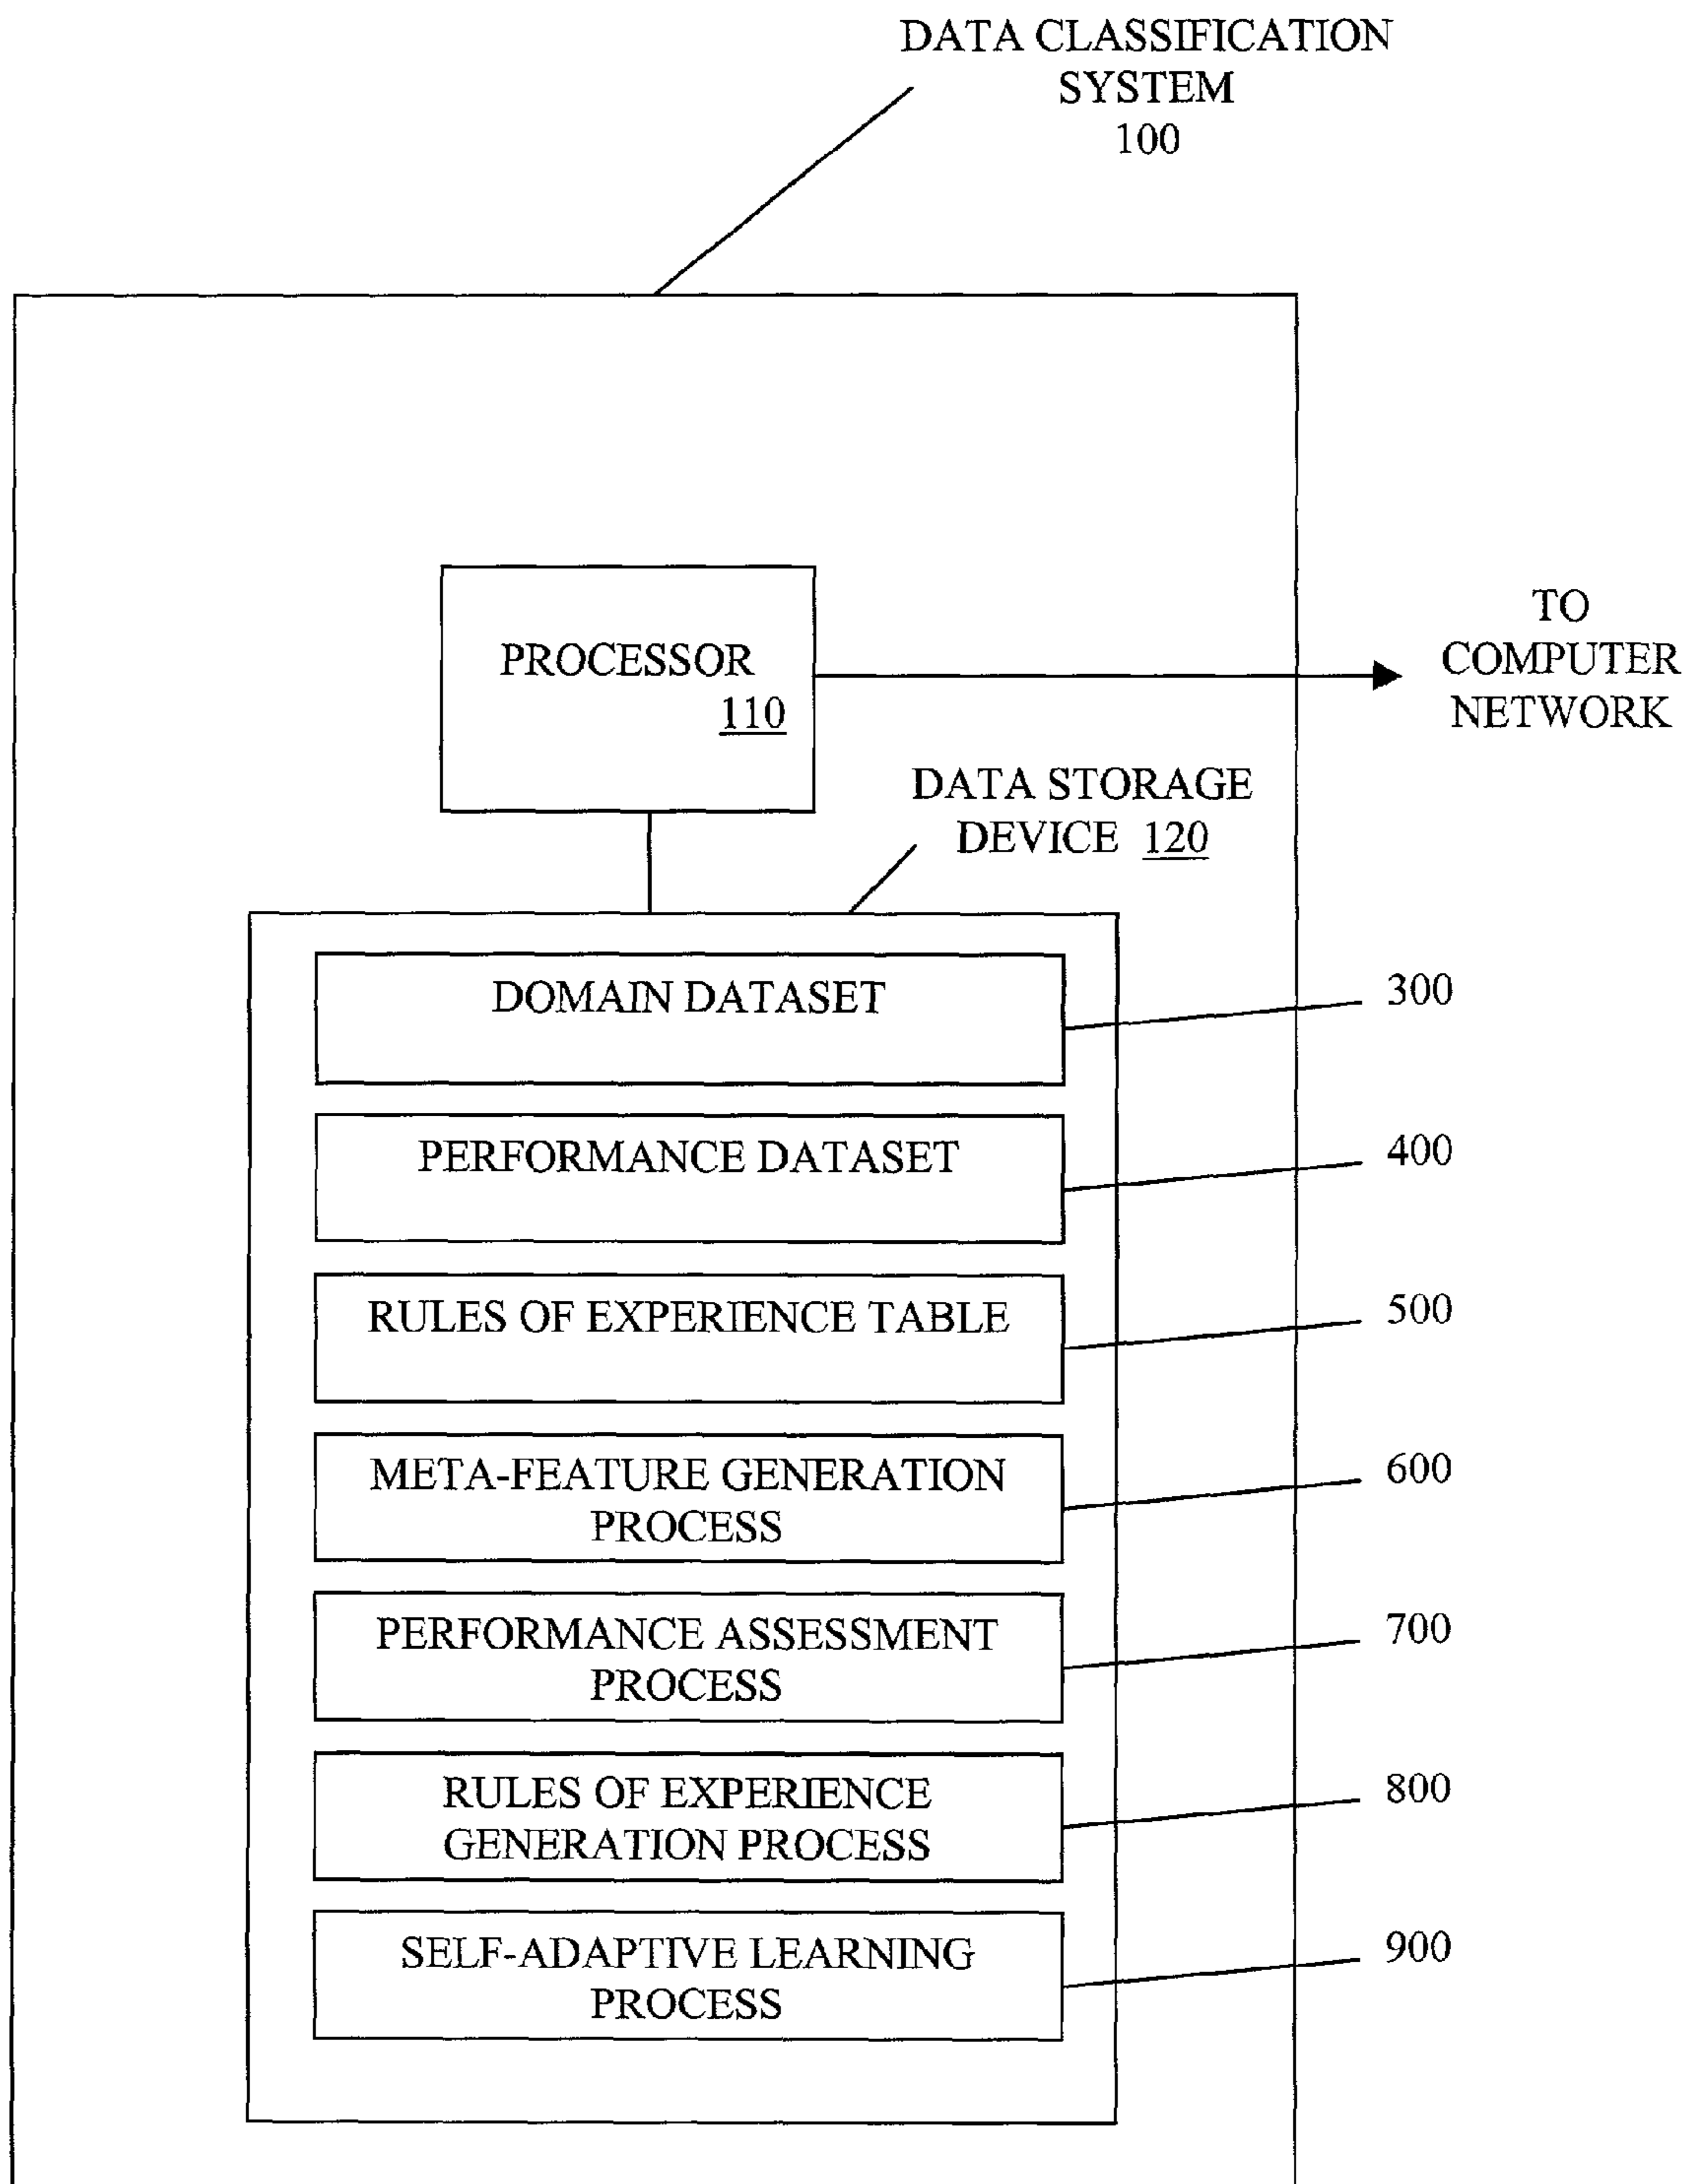 DATA CLASSIFICATION
SYSTEM
100
PROCESSOR
110
TO
COMPUTER
NETWORK
DATA STORAGE
DEVICE 120
DOMAIN DATASET
300
PERFORMANCE DATASET
400
RULES OF EXPERIENCE TABLE
500
META-FEATURE GENERATION
PROCESS
600
PERFORMANCE ASSESSMENT
PROCESS
700
RULES OF EXPERIENCE
GENERATION PROCESS
800
SELF-ADAPTIVE LEARNING
PROCESS
900